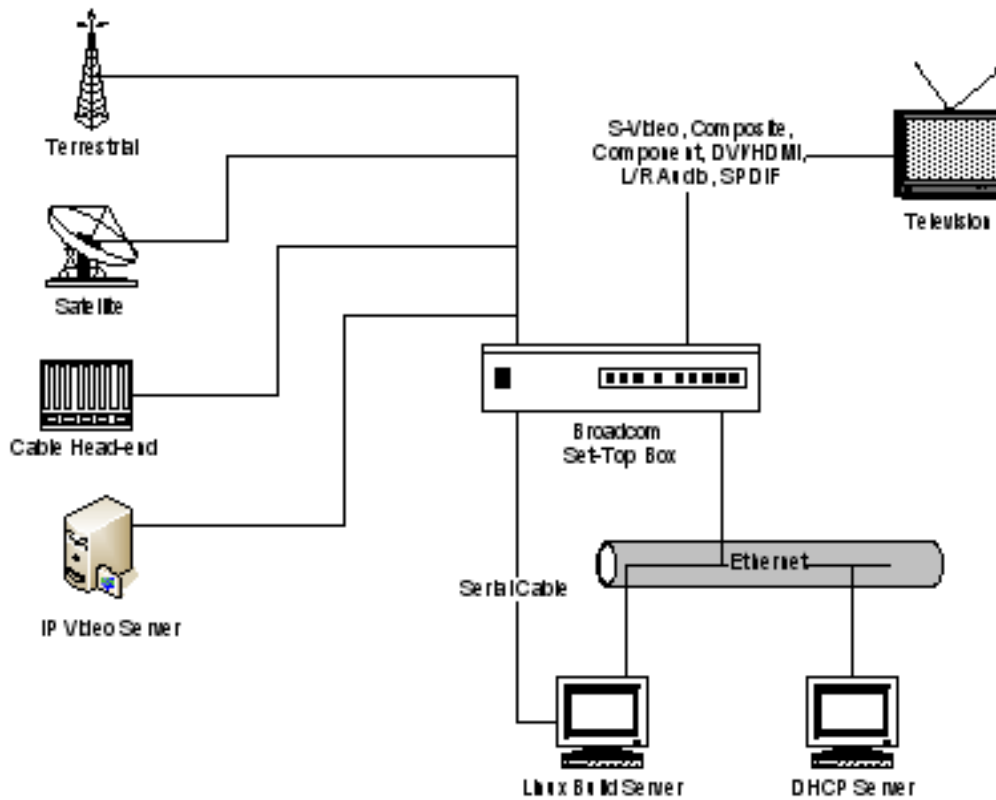 Terrestrial
Satellite
Cable Head-end
IP Video Server
S-Video, Composite,
Component, DVI/HDMI,
L/R Audio, SPDIF
Television
Broadcom
Set-Top Box
Ethernet
Serial Cable
Linux Build Server
DHCP Server